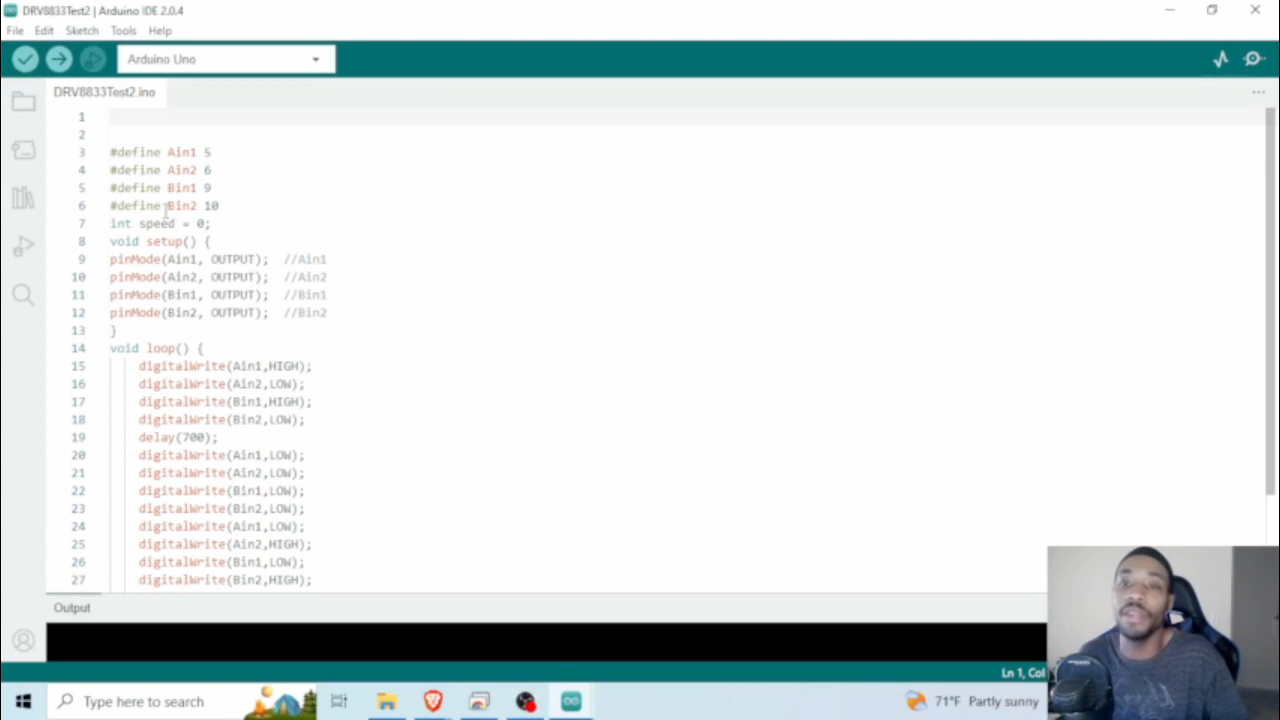 DRV8833Test2 | Arduino IDE 2.0.4
File Edit Sketch Tools Help
Arduino Uno
DRV8833Test2.ino
1
2
3 #define Ain1 5
4 #define Ain2 6
5 #define Bin1 9
6 #define Bin2 10
7 int speed = 0;
8 void setup() {
9 pinMode(Ain1, OUTPUT); //Ain1
10 pinMode(Ain2, OUTPUT); //Ain2
11 pinMode(Bin1, OUTPUT); //Bin1
12 pinMode(Bin2, OUTPUT); //Bin2
13 }
14 void loop() {
15 digitalWrite(Ain1,HIGH);
16 digitalWrite(Ain2,LOW);
17 digitalWrite(Bin1,HIGH);
18 digitalWrite(Bin2,LOW);
19 delay(700);
20 digitalWrite(Ain1,LOW);
21 digitalWrite(Ain2,LOW);
22 digitalWrite(Bin1,LOW);
23 digitalWrite(Bin2,LOW);
24 digitalWrite(Ain1,LOW);
25 digitalWrite(Ain2,HIGH);
26 digitalWrite(Bin1,LOW);
27 digitalWrite(Bin2,HIGH);
Output
Ln 1, Col
Type here to search
71°F Partly sunny